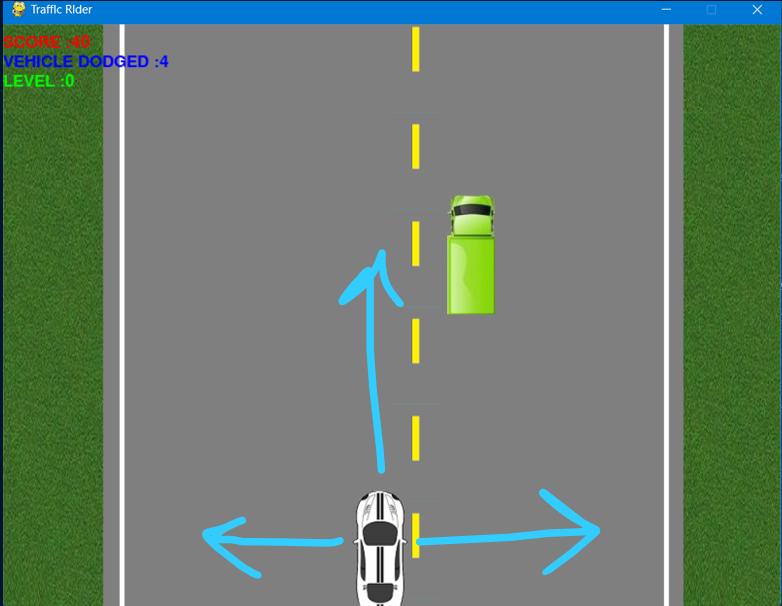 Traffic Rider
SCORE :40
VEHICLE DODGED :4
LEVEL :0